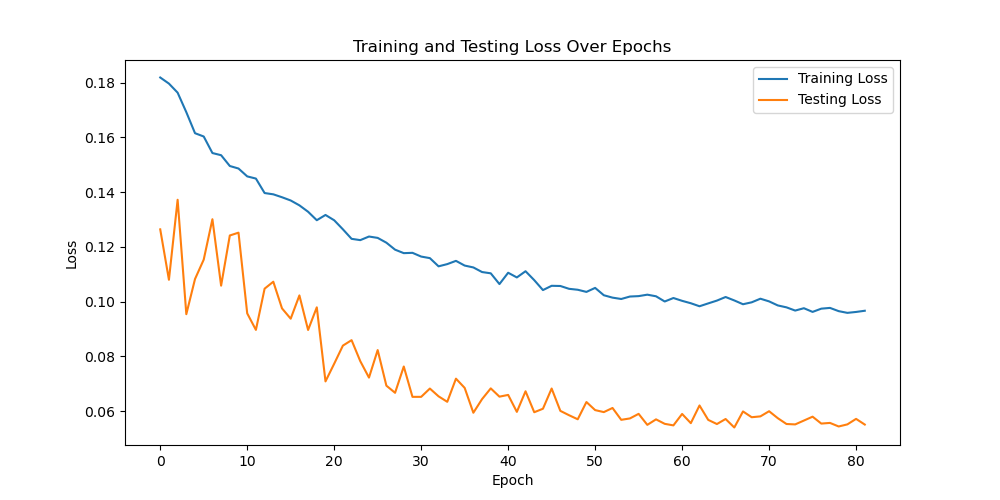 Training and Testing Loss Over Epochs
Training Loss
Testing Loss
0.18
0.16
0.14
0.12
0.10
0.08
0.06
Loss
0 10 20 30 40 50 60 70 80
Epoch